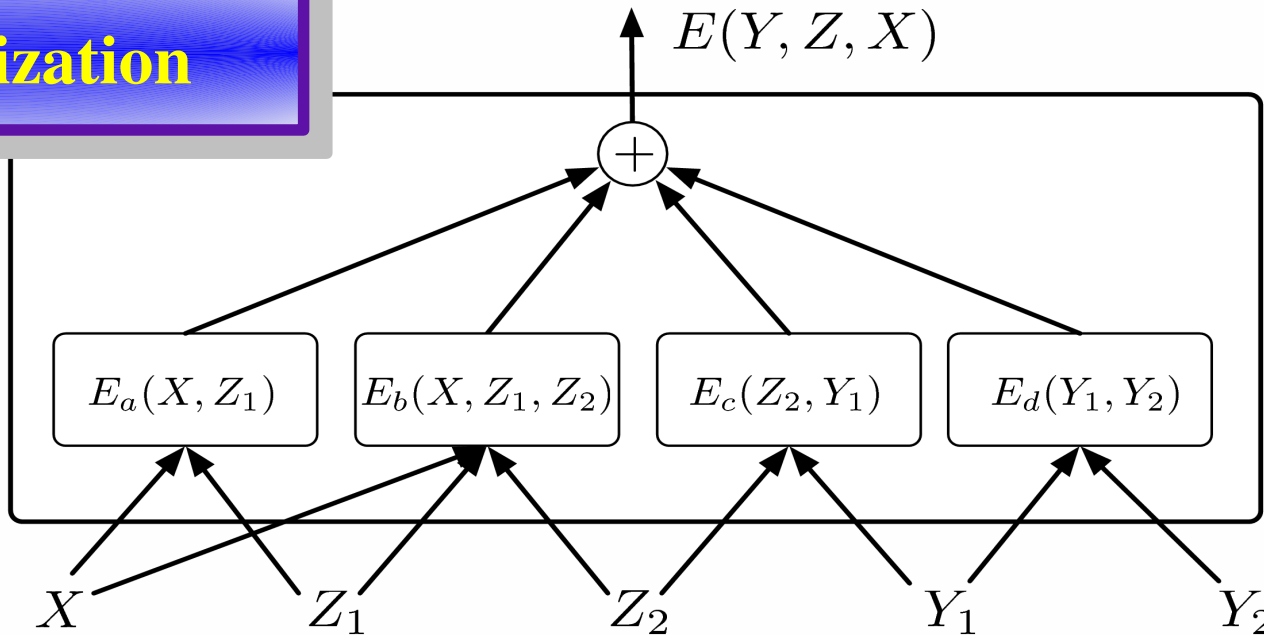 ization
E(Y, Z, X)
+
E_a(X, Z_1) E_b(X, Z_1, Z_2) E_c(Z_2, Y_1) E_d(Y_1, Y_2)
X Z_1 Z_2 Y_1 Y_2